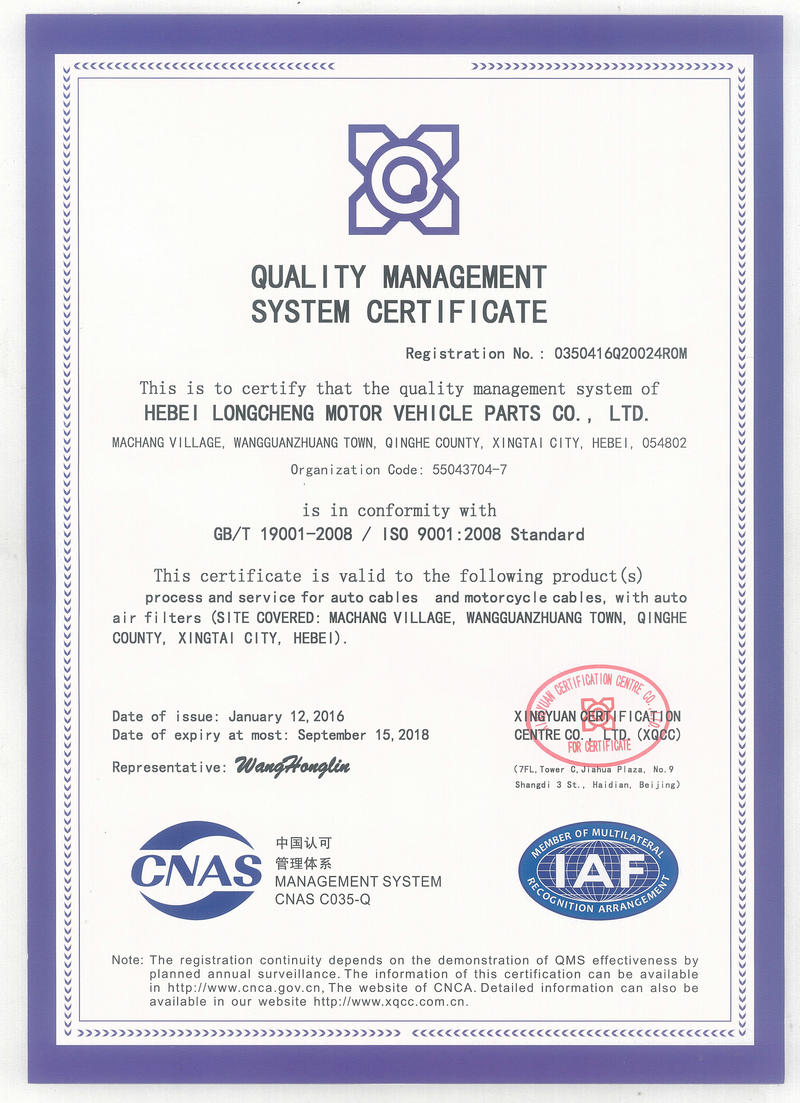 QUALITY MANAGEMENT
SYSTEM CERTIFICATE
Registration No.: 0350416Q20024R0M
This is to certify that the quality management system of
HEBEI LONGCHENG MOTOR VEHICLE PARTS CO., LTD.
MACHANG VILLAGE, WANGGUANZHUANG TOWN, QINGHE COUNTY, XINGTAI CITY, HEBEI, 054802
Organization Code: 55043704-7
is in conformity with
GB/T 19001-2008 / ISO 9001:2008 Standard
This certificate is valid to the following product(s)
process and service for auto cables and motorcycle cables, with auto
air filters (SITE COVERED: MACHANG VILLAGE, WANGGUANZHUANG TOWN, QINGHE
COUNTY, XINGTAI CITY, HEBEI).
Date of issue: January 12,2016
Date of expiry at most: September 15,2018
Representative: WangHonglin
XINGYUAN CERTIFICATION CENTRE CO., LTD.
FOR CERTIFICATE
XINGYUAN CERTIFICATION
CENTRE CO., LTD. (XQCC)
(7FL,Tower C,Jiahua Plaza, No.9
Shangdi 3 St., Haidian, Beijing)
CNAS
中国认可
管理体系
MANAGEMENT SYSTEM
CNAS C035-Q
MEMBER OF MULTILATERAL
IAF
RECOGNITION ARRANGEMENT
Note: The registration continuity depends on the demonstration of QMS effectiveness by
planned annual surveillance. The information of this certification can be available
in http://www.cnca.gov.cn, The website of CNCA. Detailed information can also be
available in our website http://www.xqcc.com.cn.